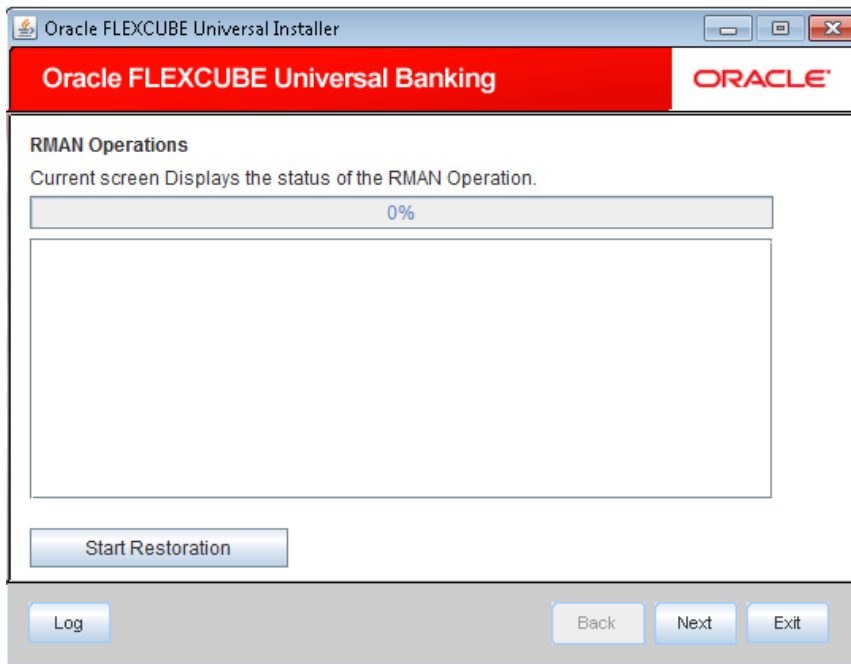 Oracle FLEXCUBE Universal Installer
Oracle FLEXCUBE Universal Banking
ORACLE
RMAN Operations
Current screen Displays the status of the RMAN Operation.
0%
Start Restoration
Log
Back
Next
Exit